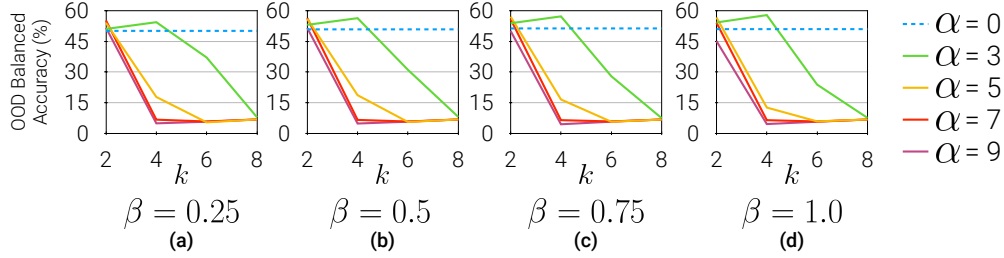 OOD Balanced
Accuracy (%)
60 60 60 60
45 45 45 45
30 30 30 30
15 15 15 15
0 0 0 0
2 4 6 8 2 4 6 8 2 4 6 8 2 4 6 8
k k k k
β = 0.25 β = 0.5 β = 0.75 β = 1.0
(a) (b) (c) (d)
α = 0
α = 3
α = 5
α = 7
α = 9